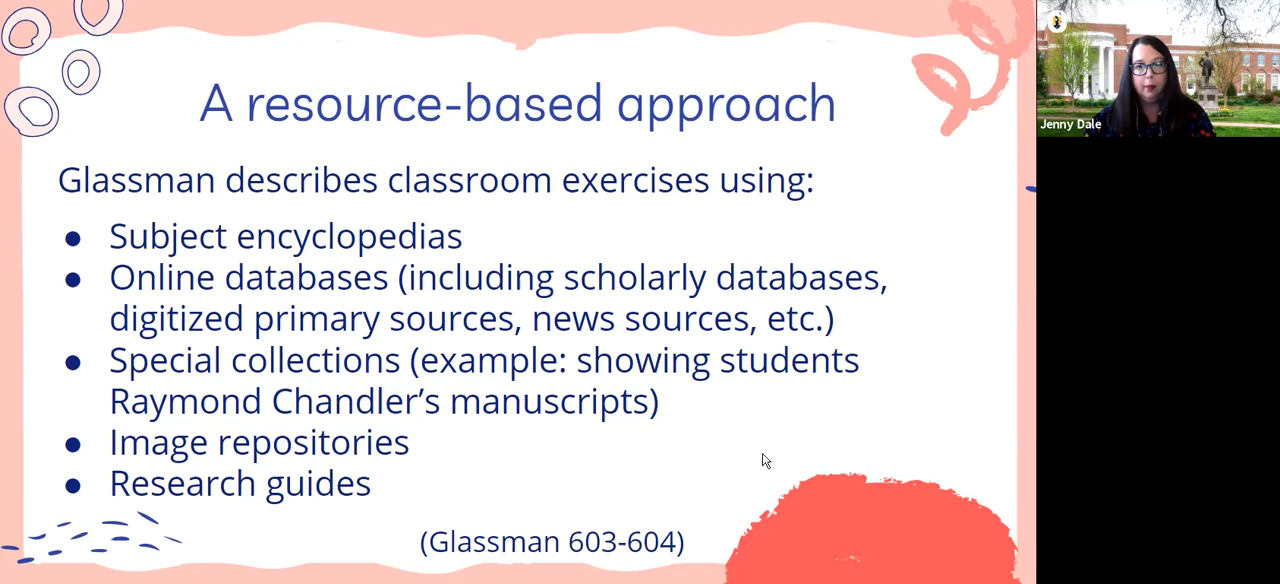 A resource-based approach
Glassman describes classroom exercises using:
● Subject encyclopedias
● Online databases (including scholarly databases,
digitized primary sources, news sources, etc.)
● Special collections (example: showing students
Raymond Chandler’s manuscripts)
● Image repositories
● Research guides
(Glassman 603-604)
Jenny Dale